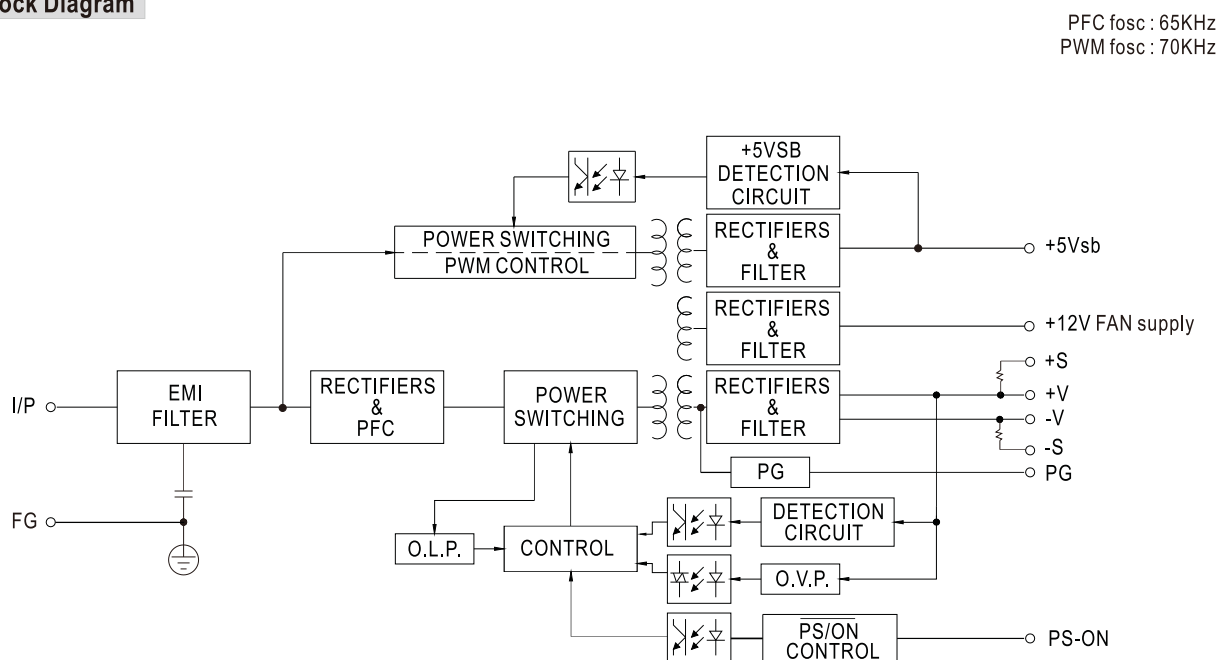 Block Diagram
PFC fosc : 65KHz
PWM fosc : 70KHz
+5VSB
DETECTION
CIRCUIT
POWER SWITCHING
PWM CONTROL
RECTIFIERS
&
FILTER
+5Vsb
RECTIFIERS
&
FILTER
+12V FAN supply
I/P
EMI
FILTER
RECTIFIERS
&
PFC
POWER
SWITCHING
RECTIFIERS
&
FILTER
+S
+V
-V
-S
PG
PG
FG
O.L.P.
CONTROL
DETECTION
CIRCUIT
O.V.P.
PS/ON
CONTROL
PS-ON